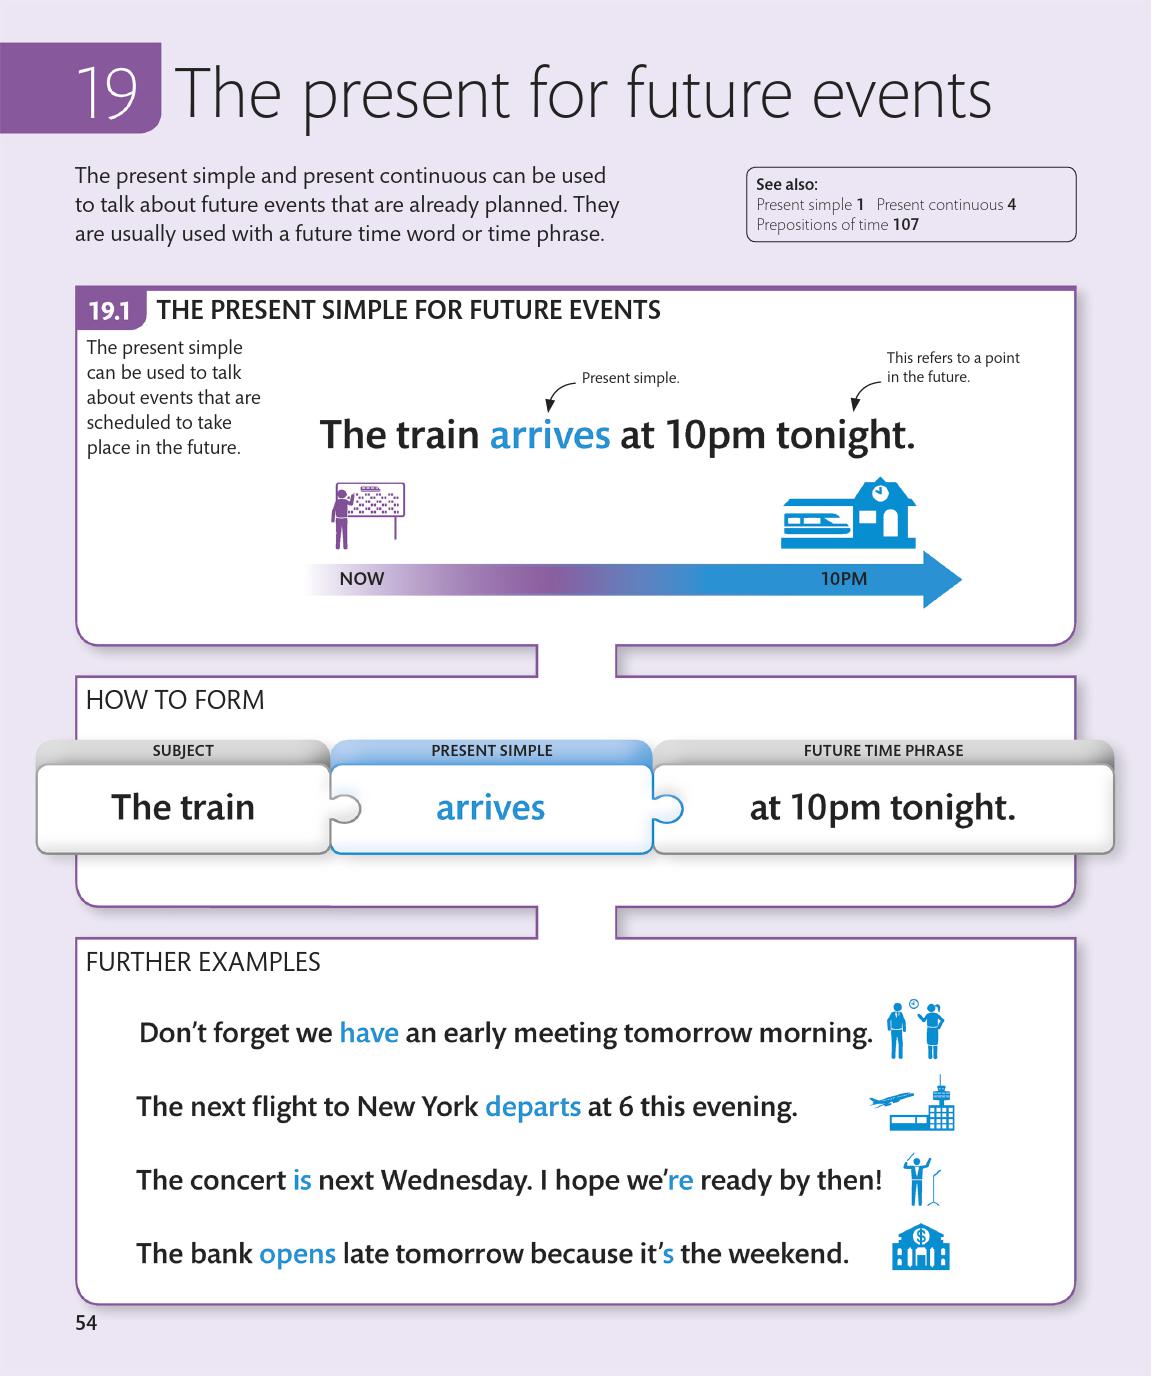 19 The present for future events
The present simple and present continuous can be used
to talk about future events that are already planned. They
are usually used with a future time word or time phrase.
See also:
Present simple 1 Present continuous 4
Prepositions of time 107
19.1 THE PRESENT SIMPLE FOR FUTURE EVENTS
The present simple
can be used to talk
about events that are
scheduled to take
place in the future.
Present simple.
This refers to a point
in the future.
The train arrives at 10pm tonight.
NOW
10PM
HOW TO FORM
SUBJECT
PRESENT SIMPLE
FUTURE TIME PHRASE
The train
arrives
at 10pm tonight.
FURTHER EXAMPLES
Don’t forget we have an early meeting tomorrow morning.
The next flight to New York departs at 6 this evening.
The concert is next Wednesday. I hope we’re ready by then!
The bank opens late tomorrow because it’s the weekend.
$
54